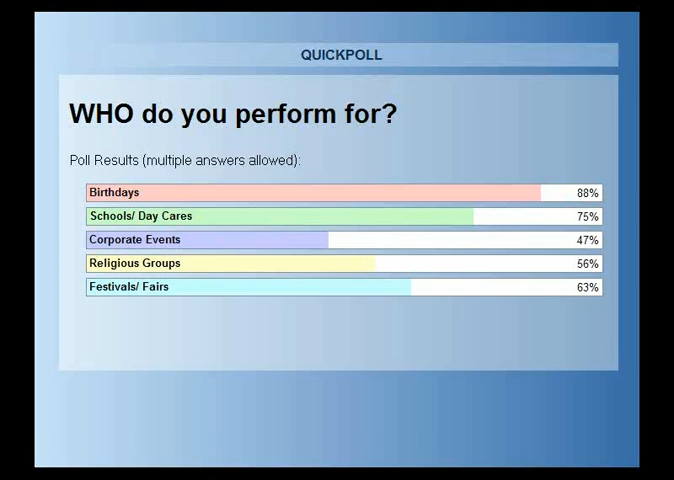 QUICKPOLL
WHO do you perform for?
Poll Results (multiple answers allowed):
Birthdays 88%
Schools/ Day Cares 75%
Corporate Events 47%
Religious Groups 56%
Festivals/ Fairs 63%